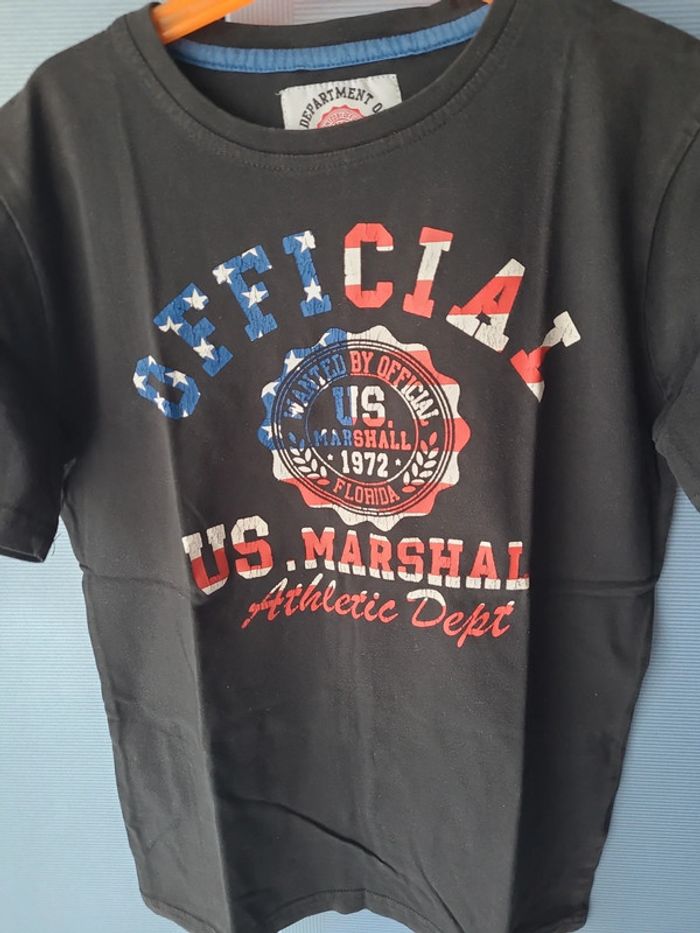 DEPARTMENT O
OFFICIAL
WANTED BY OFFICIAL
US.
MARSHALL
1972
FLORIDA
US.MARSHAL
Athletic Dept